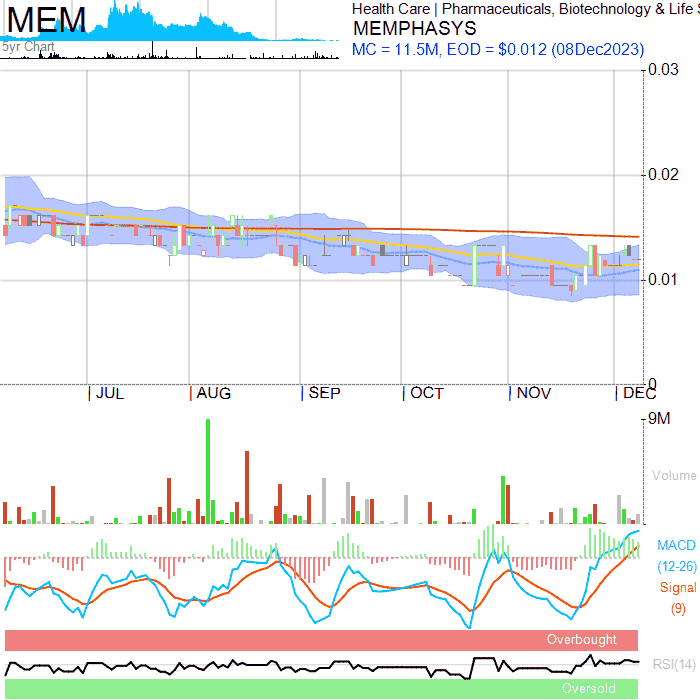 MEM
5yr Chart
Health Care | Pharmaceuticals, Biotechnology & Life S
MEMPHASYS
MC = 11.5M, EOD = $0.012 (08Dec2023)
0.03
0.02
0.01
0
JUL AUG SEP OCT NOV DEC
9M
Volume
MACD
(12-26)
Signal
(9)
Overbought
RSI(14)
Oversold